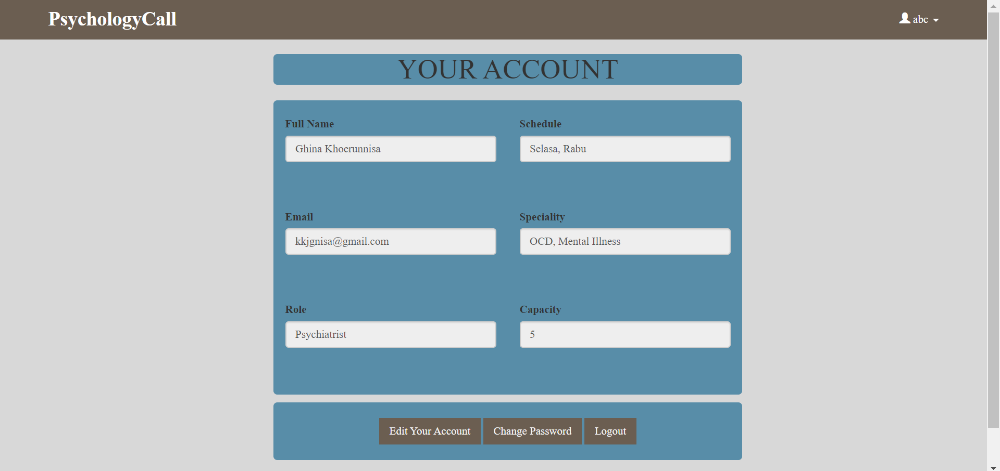 PsychologyCall
abc
YOUR ACCOUNT
Full Name
Ghina Khoerunnisa
Schedule
Selasa, Rabu
Email
kkjgnisa@gmail.com
Speciality
OCD, Mental Illness
Role
Psychiatrist
Capacity
5
Edit Your Account
Change Password
Logout